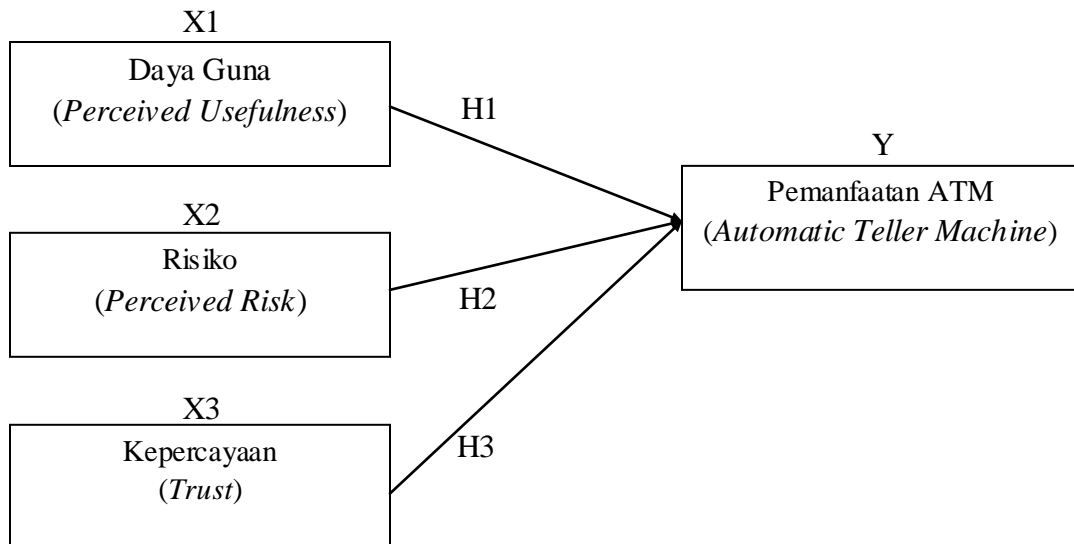 X1
Daya Guna
(Perceived Usefulness)
H1
Y
Pemanfaatan ATM
(Automatic Teller Machine)
X2
Risiko
(Perceived Risk)
H2
X3
Kepercayaan
(Trust)
H3